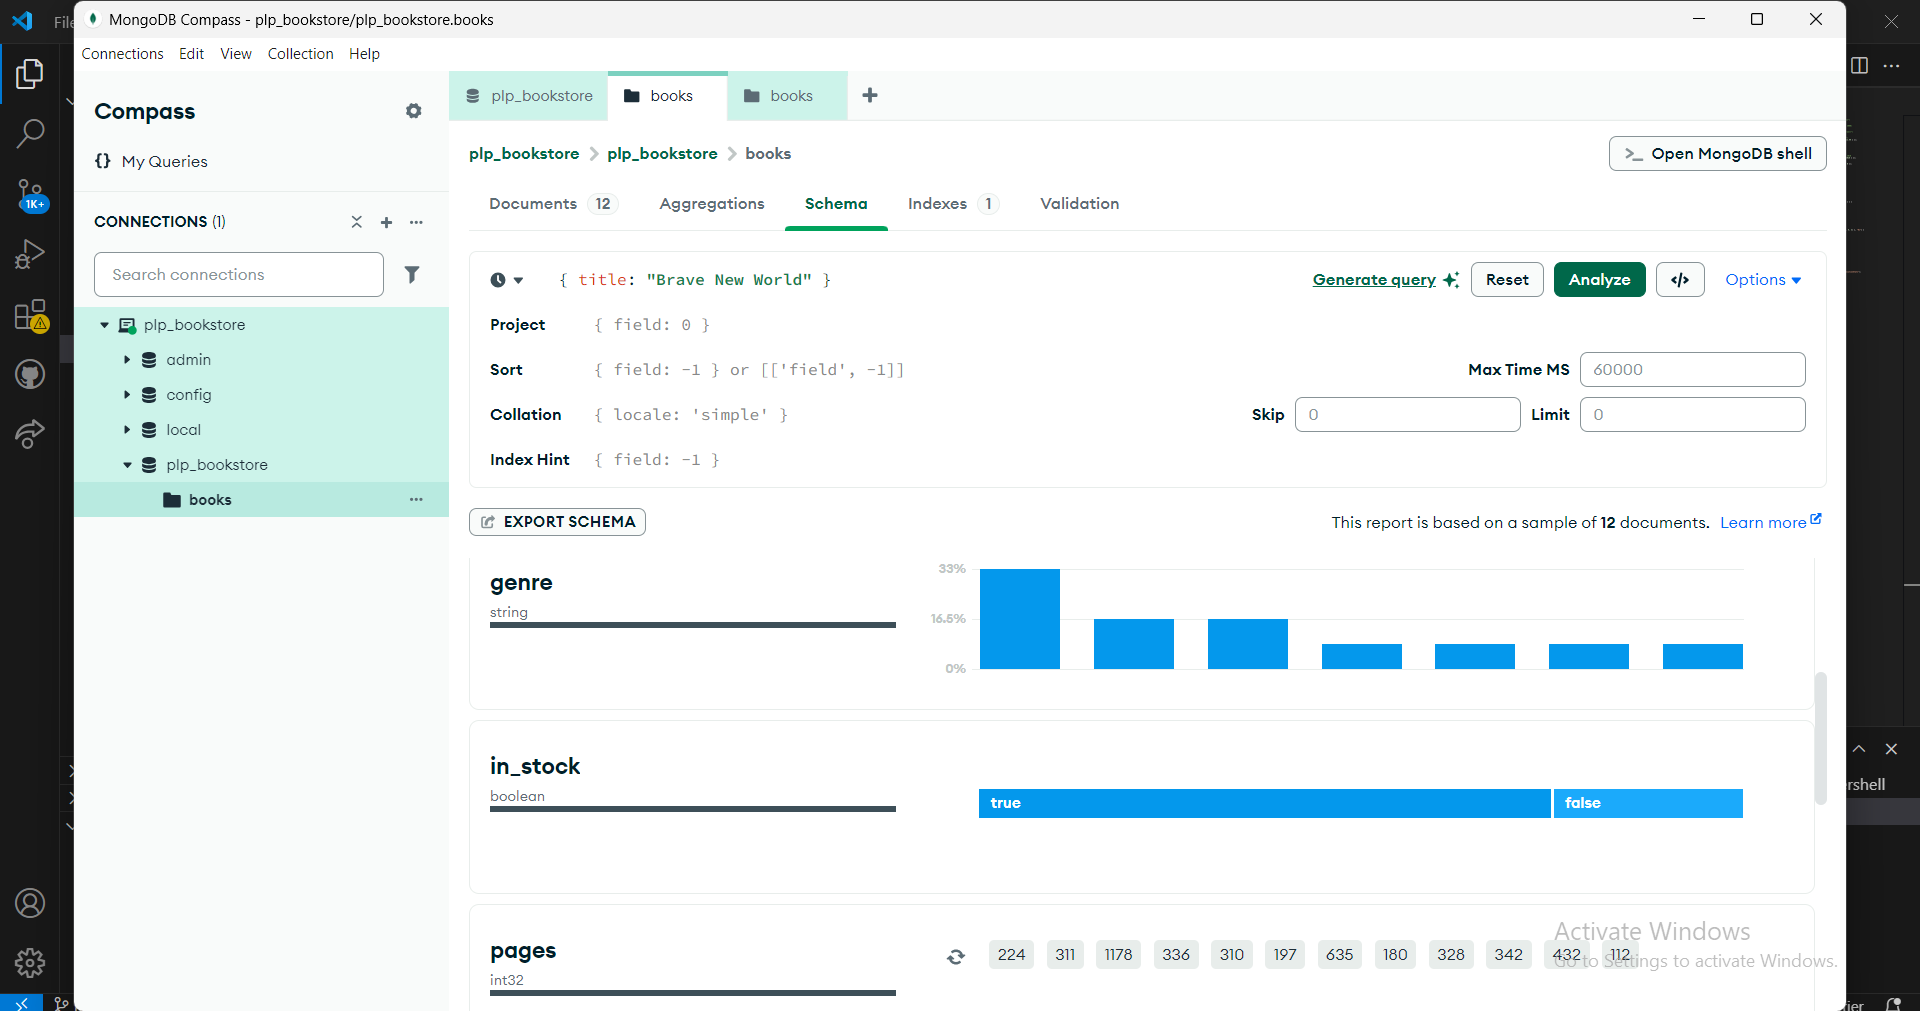 File
MongoDB Compass - plp_bookstore/plp_bookstore.books
Connections Edit View Collection Help
Compass
My Queries
CONNECTIONS (1)
Search connections
plp_bookstore
admin
config
local
plp_bookstore
books
1K+
plp_bookstore books books
plp_bookstore > plp_bookstore > books
>_ Open MongoDB shell
Documents 12 Aggregations Schema Indexes 1 Validation
{ title: "Brave New World" }
Generate query Reset Analyze </> Options
Project { field: 0 }
Sort { field: -1 } or [['field', -1]]
Max Time MS 60000
Collation { locale: 'simple' }
Skip 0 Limit 0
Index Hint { field: -1 }
EXPORT SCHEMA
This report is based on a sample of 12 documents. Learn more
genre
string
33%
16.5%
0%
in_stock
boolean
true false
pages
int32
224 311 1178 336 310 197 635 180 328 342 432 112
Activate Windows
Go to Settings to activate Windows.